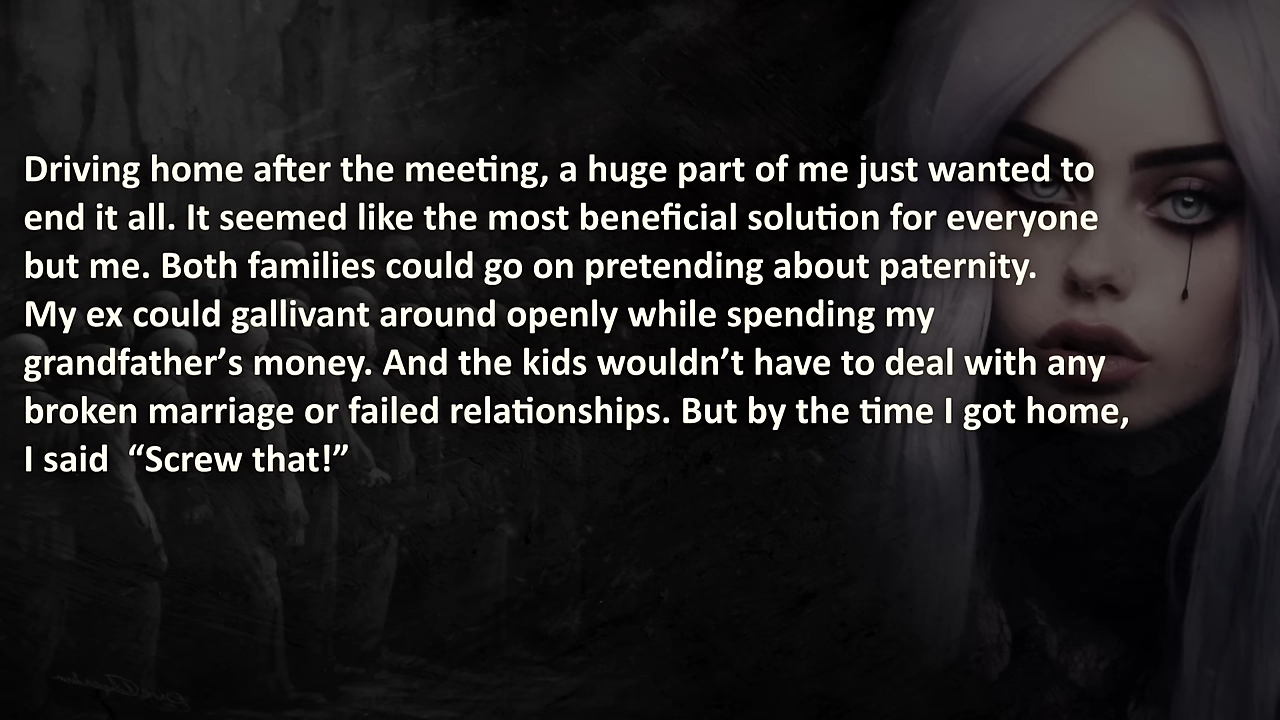 Driving home after the meeting, a huge part of me just wanted to
end it all. It seemed like the most beneficial solution for everyone
but me. Both families could go on pretending about paternity.
My ex could gallivant around openly while spending my
grandfather’s money. And the kids wouldn’t have to deal with any
broken marriage or failed relationships. But by the time I got home,
I said “Screw that!”